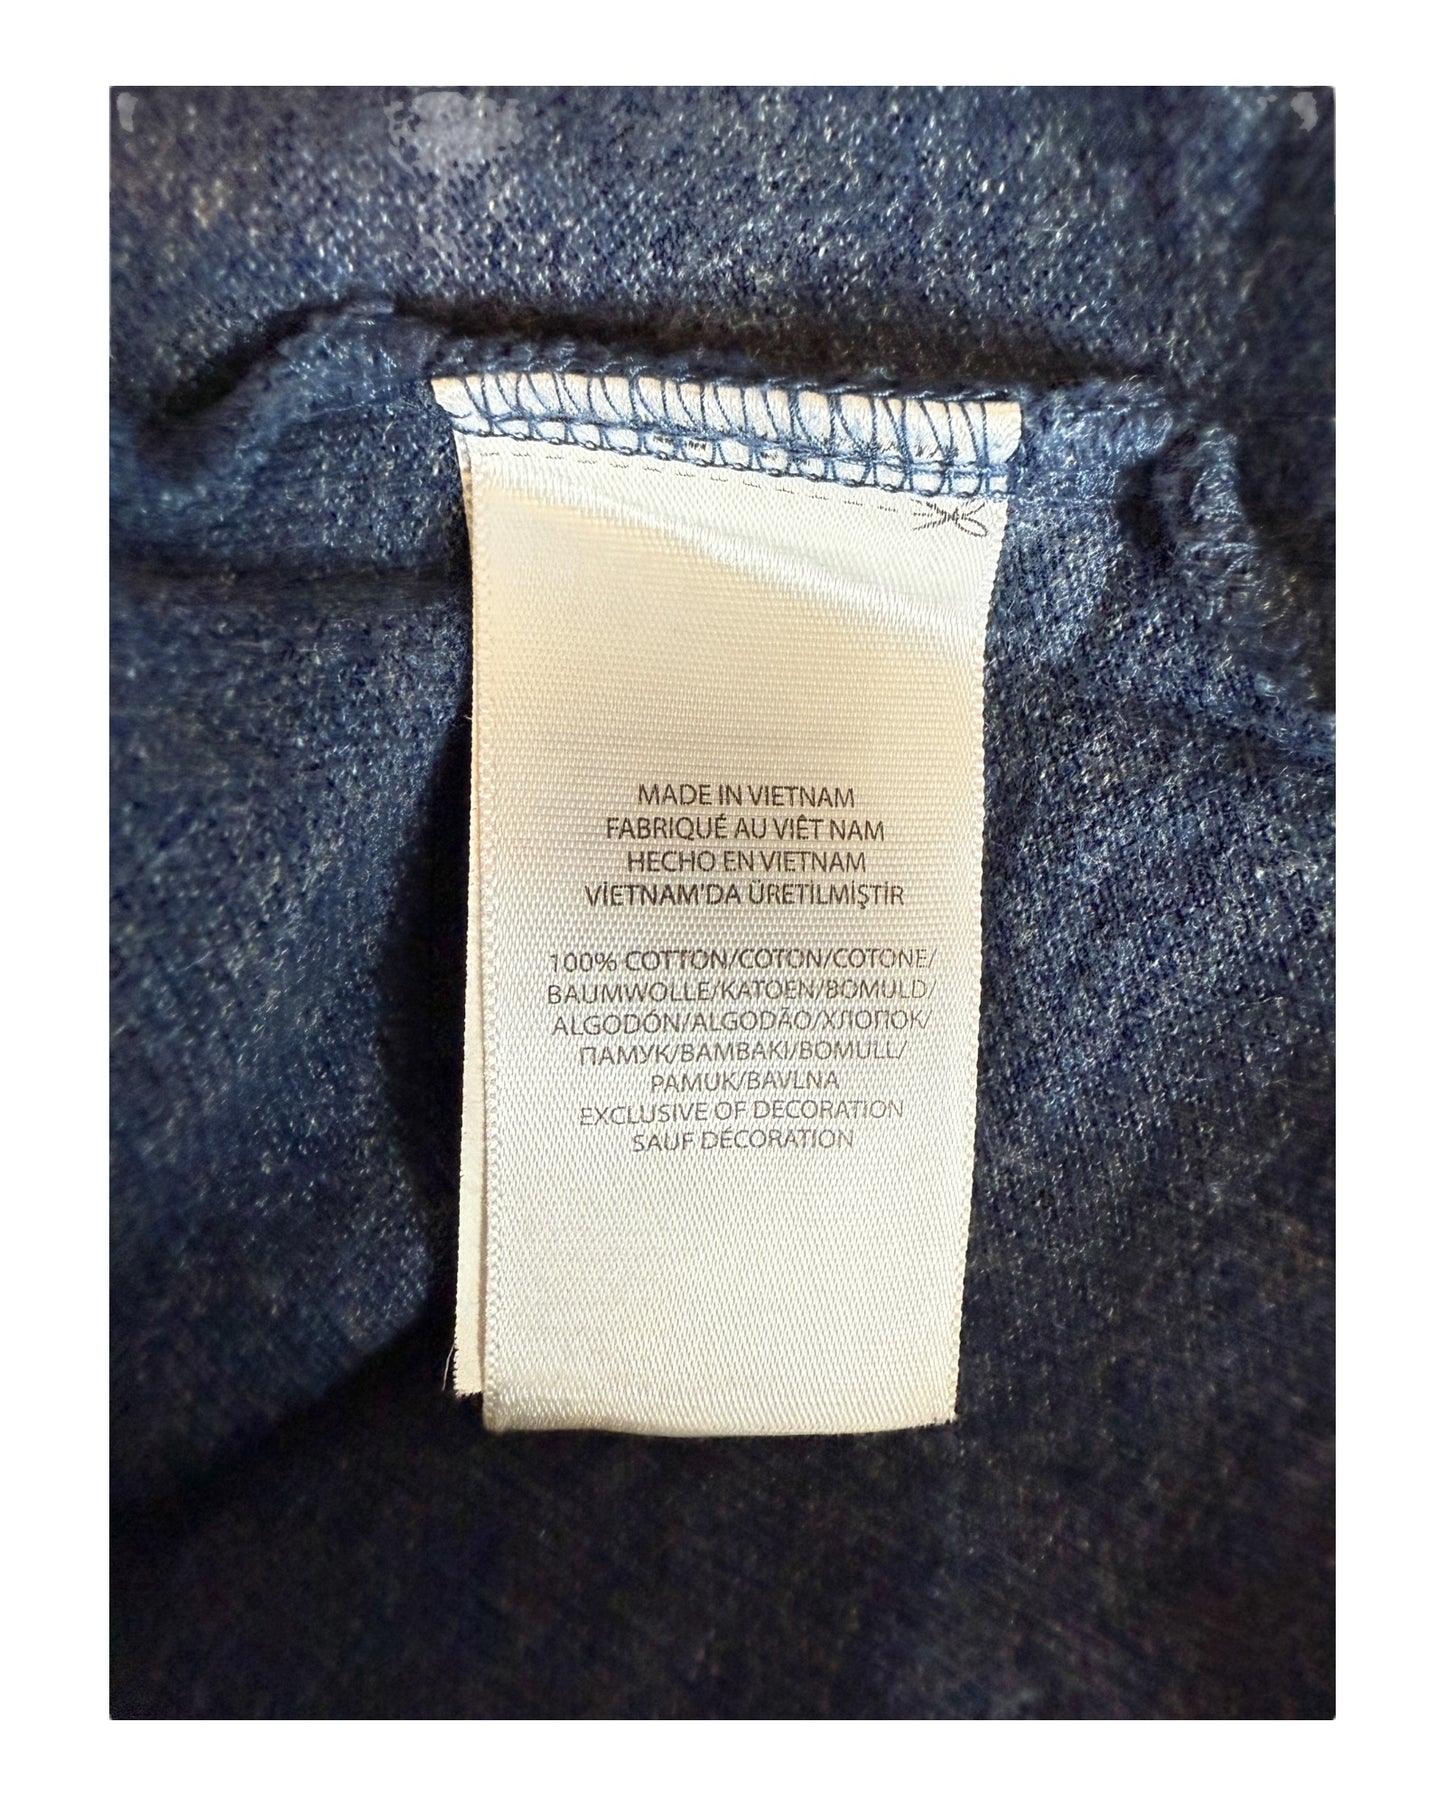 MADE IN VIETNAM
FABRIQUÉ AU VIÊT NAM
HECHO EN VIETNAM
VİETNAM'DA ÜRETİLMİŞTİR
100% COTTON/COTON/COTONE/
BAUMWOLLE/KATOEN/BOMULD/
ALGODÓN/ALGODÃO/ХЛОПОК/
ПАМУК/ΒΑΜΒΑΚΙ/BOMULL/
PAMUK/BAVLNA
EXCLUSIVE OF DECORATION
SAUF DÉCORATION